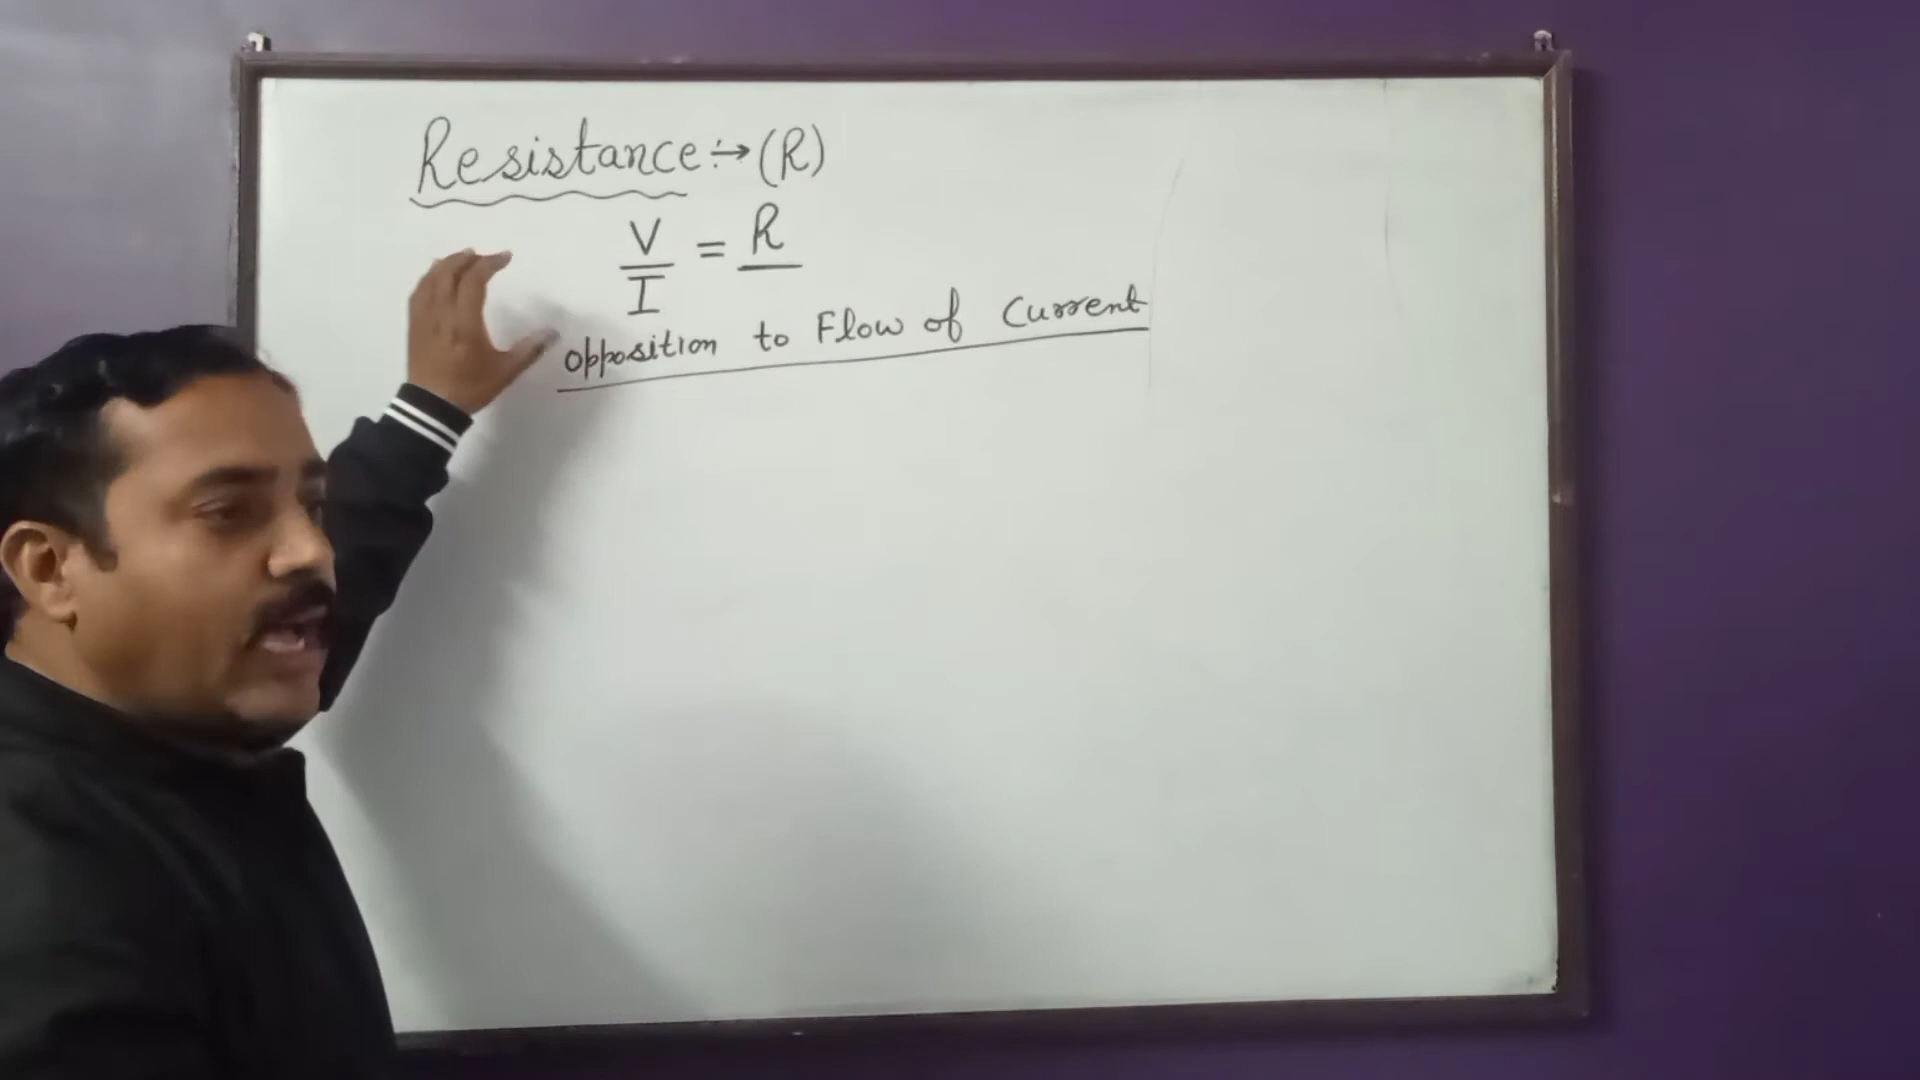 Resistance :→ (R)
V/I = R
opposition to Flow of Current